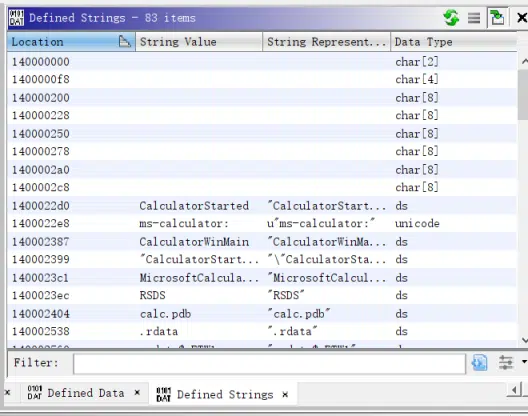 0101 DAT Defined Strings - 83 items
Location String Value String Represent... Data Type
140000000 char[2]
1400000f8 char[4]
140000200 char[8]
140000228 char[8]
140000250 char[8]
140000278 char[8]
1400002a0 char[8]
1400002c8 char[8]
1400022d0 CalculatorStarted "CalculatorStart... ds
1400022e8 ms-calculator: u"ms-calculator:" unicode
140002387 CalculatorWinMain "CalculatorWinMa... ds
140002399 "CalculatorStart... "\"CalculatorSta... ds
1400023c1 MicrosoftCalcula... "MicrosoftCalcul... ds
1400023ec RSDS "RSDS" ds
140002404 calc.pdb "calc.pdb" ds
140002538 .rdata ".rdata" ds
Filter:
0101 DAT Defined Data × 0101 DAT Defined Strings ×